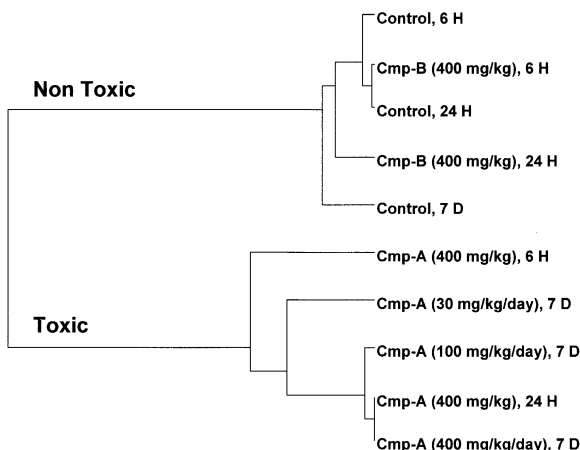 Control, 6 H
Cmp-B (400 mg/kg), 6 H
Non Toxic
Control, 24 H
Cmp-B (400 mg/kg), 24 H
Control, 7 D
Cmp-A (400 mg/kg), 6 H
Cmp-A (30 mg/kg/day), 7 D
Toxic
Cmp-A (100 mg/kg/day), 7 D
Cmp-A (400 mg/kg), 24 H
Cmp-A (400 mg/kg/day), 7 D